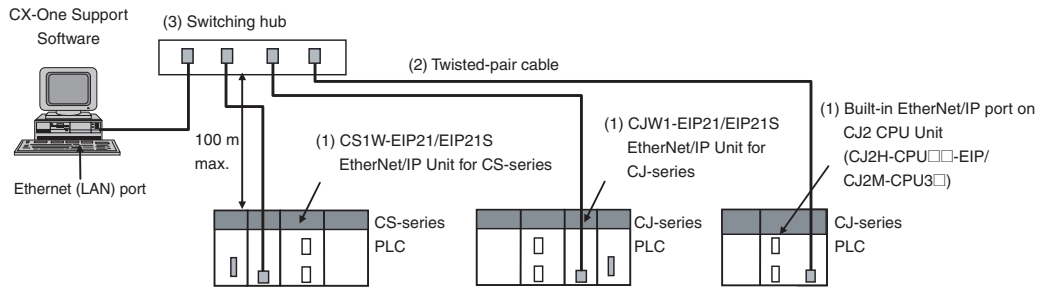 CX-One Support
Software
(3) Switching hub
(2) Twisted-pair cable
100 m
max.
(1) CS1W-EIP21/EIP21S
EtherNet/IP Unit for CS-series
(1) CJW1-EIP21/EIP21S
EtherNet/IP Unit for
CJ-series
(1) Built-in EtherNet/IP port on
CJ2 CPU Unit
(CJ2H-CPU□□-EIP/
CJ2M-CPU3□)
Ethernet (LAN) port
CS-series
PLC
CJ-series
PLC
CJ-series
PLC